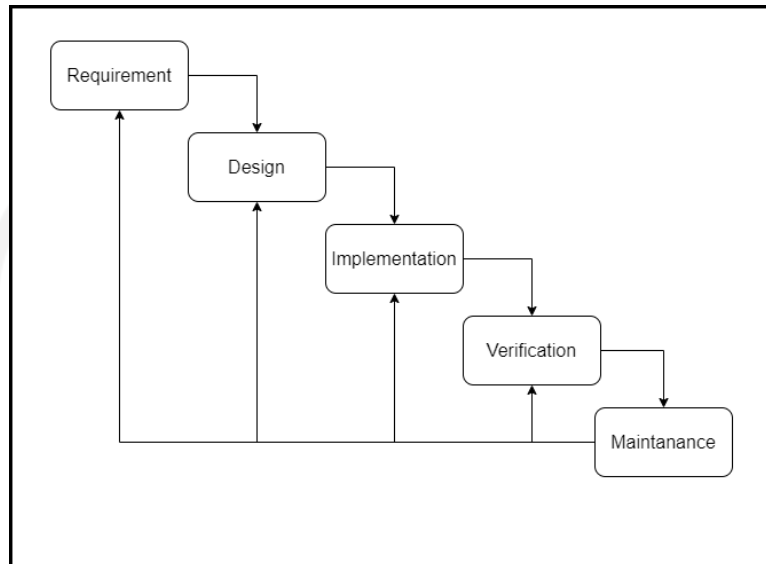 Requirement
Design
Implementation
Verification
Maintanance